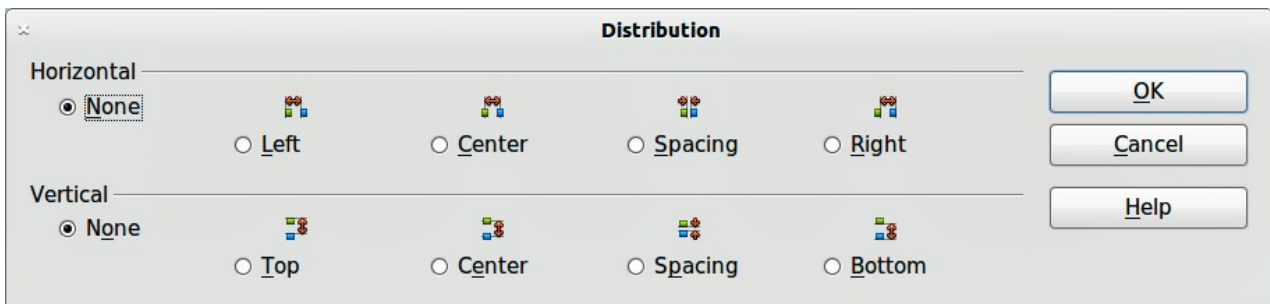 Distribution
Horizontal
None
Left
Center
Spacing
Right
Vertical
None
Top
Center
Spacing
Bottom
OK
Cancel
Help